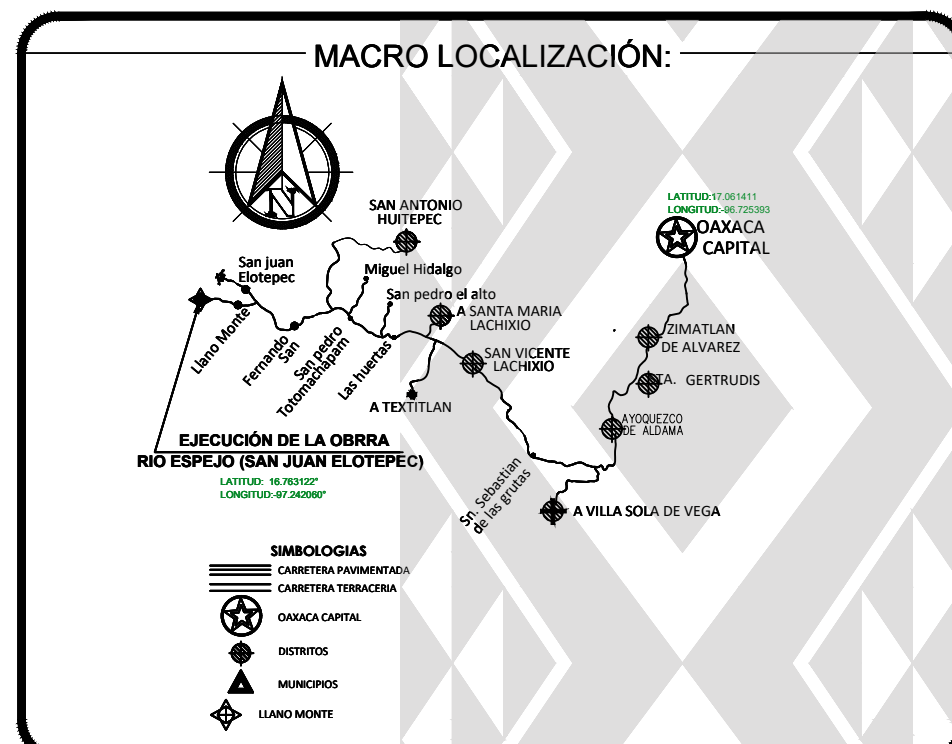 MACRO LOCALIZACIÓN:
N
LATITUD:17.061411
LONGITUD:-96.725393
OAXACA
CAPITAL
SAN ANTONIO
HUITEPEC
San juan
Elotepec
Miguel Hidalgo
San pedro el alto
A SANTA MARIA
LACHIXIO
Llano Monte
Fernando
San
San pedro
Totomachapam
Las huertas
SAN VICENTE
LACHIXIO
ZIMATLAN
DE ALVAREZ
TA. GERTRUDIS
A TEXTITLAN
AYOQUEZCO
DE ALDAMA
EJECUCIÓN DE LA OBRRA
RIO ESPEJO (SAN JUAN ELOTEPEC)
LATITUD: 16.763122°
LONGITUD:-97.242060°
Sn. Sebastian
de las grutas
A VILLA SOLA DE VEGA
SIMBOLOGIAS
CARRETERA PAVIMENTADA
CARRETERA TERRACERIA
OAXACA CAPITAL
DISTRITOS
MUNICIPIOS
LLANO MONTE